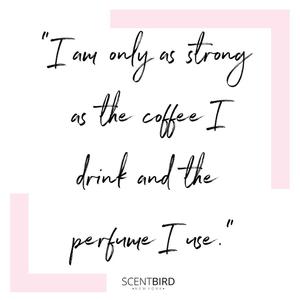 "I am only as strong
as the coffee I
drink and the
perfume I use."
SCENTBIRD
• NEW YORK •